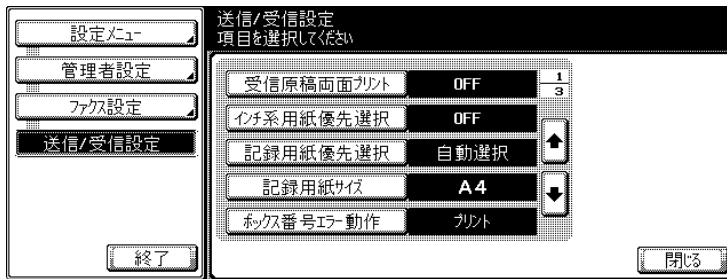 設定メニュー
管理者設定
ファクス設定
送信/受信設定
終了
送信/受信設定
項目を選択してください
受信原稿両面プリント OFF
インチ系用紙優先選択 OFF
記録用紙優先選択 自動選択
記録用紙サイズ A4
ボックス番号エラー動作 プリント
1
3
閉じる